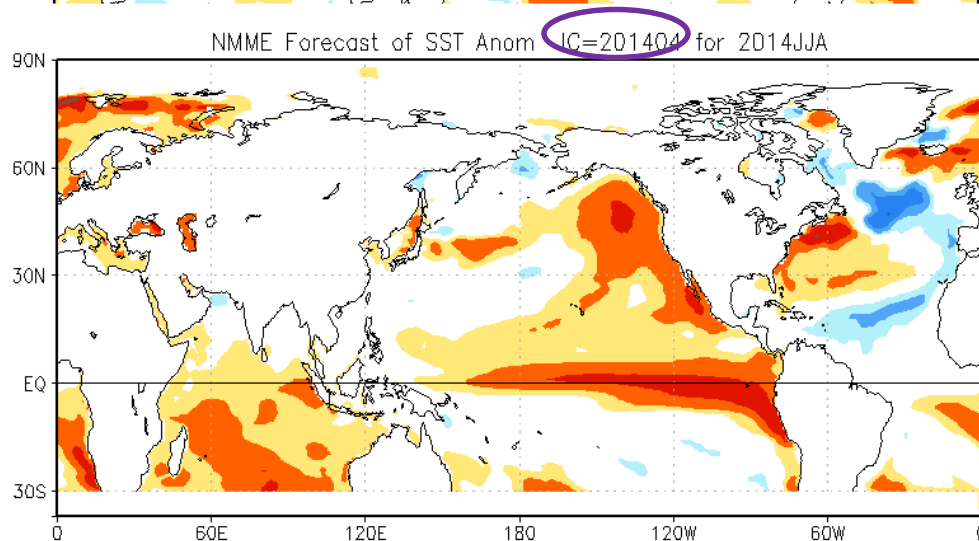 NMME Forecast of SST Anom IC=201404 for 2014JJA
90N
60N
30N
EQ
30S
0 60E 120E 180 120W 60W 0